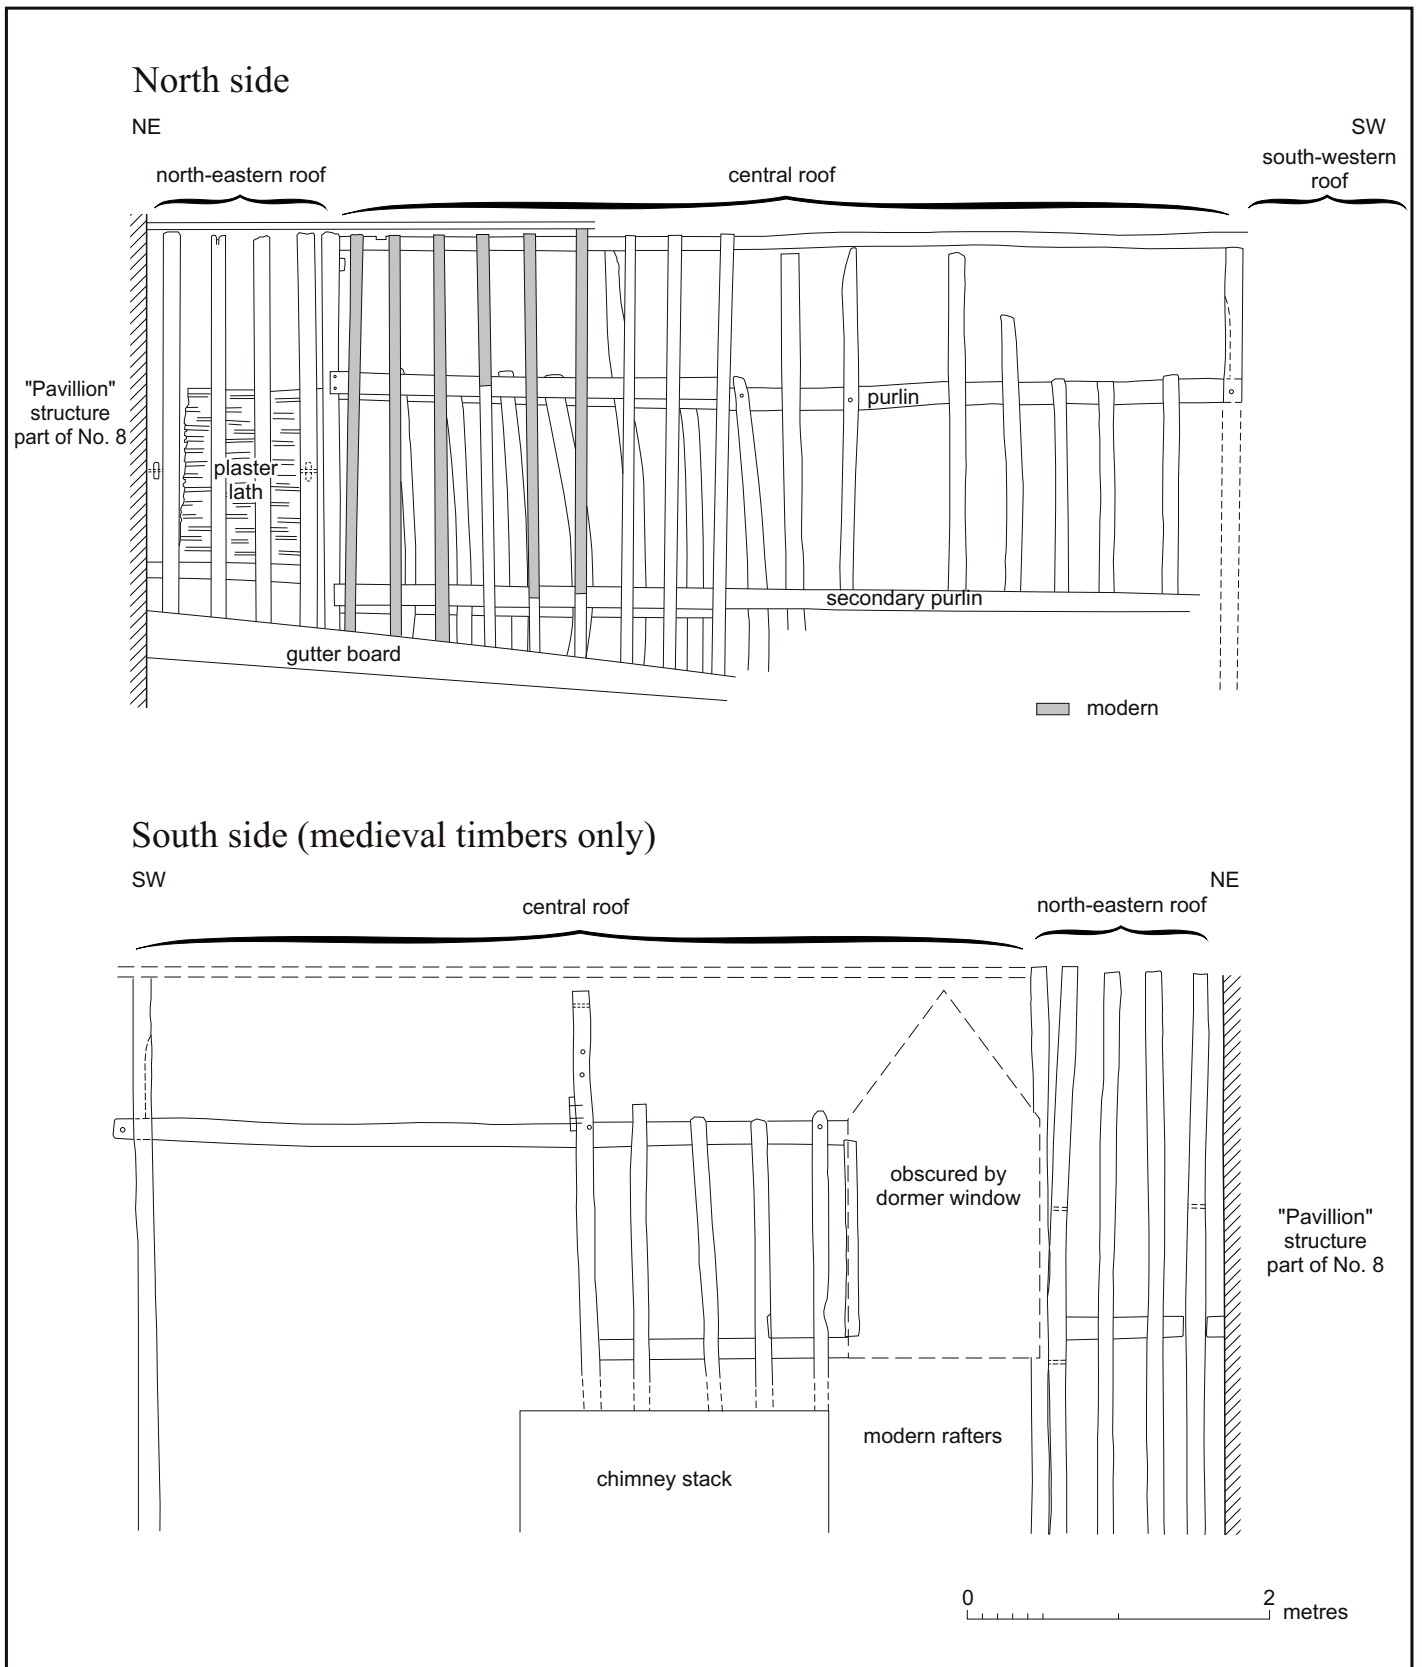 North side
NE
SW
north-eastern roof
central roof
south-western
roof
"Pavillion"
structure
part of No. 8
purlin
plaster
lath
secondary purlin
gutter board
modern
South side (medieval timbers only)
SW
NE
central roof
north-eastern roof
obscured by
dormer window
"Pavillion"
structure
part of No. 8
modern rafters
chimney stack
0
2
metres